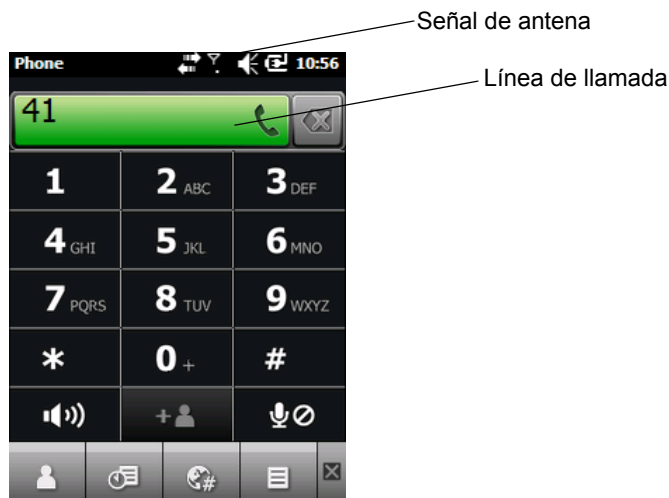 Señal de antena
Phone 10:56
Línea de llamada
41
1 2 ABC 3 DEF
4 GHI 5 JKL 6 MNO
7 PQRS 8 TUV 9 WXYZ
* 0 + #
+
#